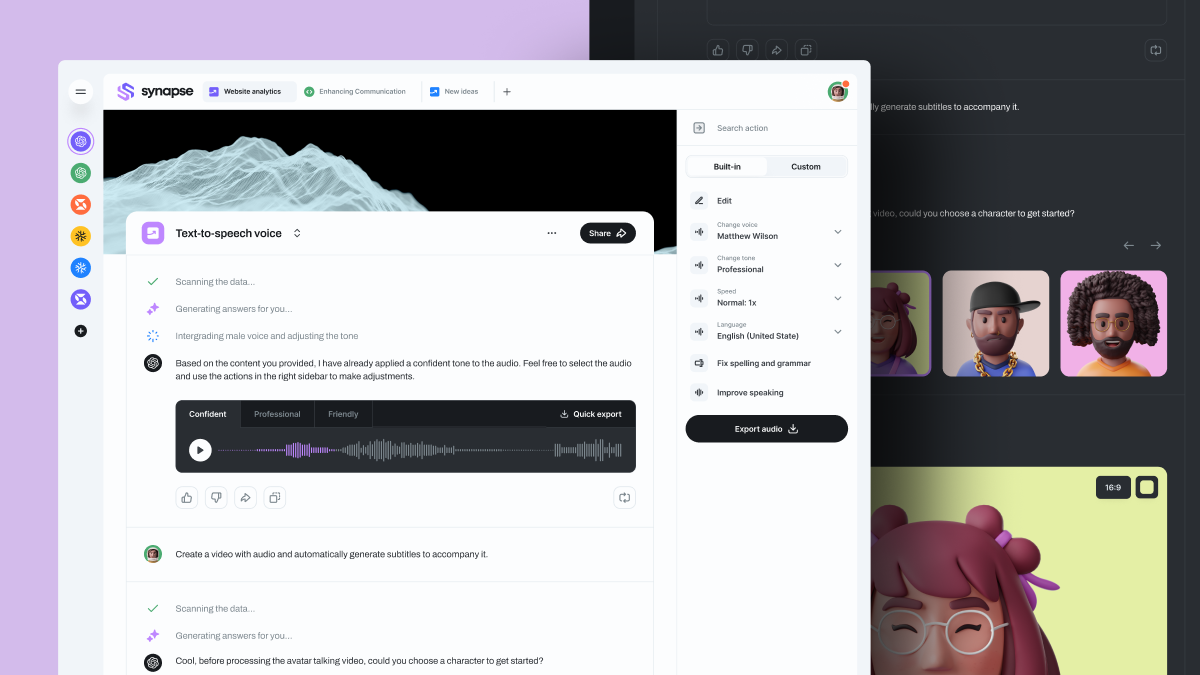 synapse
Website analytics
Enhancing Communication
New ideas
Text-to-speech voice
Share
Scanning the data...
Generating answers for you...
Intergrading male voice and adjusting the tone
Based on the content you provided, I have already applied a confident tone to the audio. Feel free to select the audio
and use the actions in the right sidebar to make adjustments.
Confident
Professional
Friendly
Quick export
Create a video with audio and automatically generate subtitles to accompany it.
Scanning the data...
Generating answers for you...
Cool, before processing the avatar talking video, could you choose a character to get started?
Search action
Built-in
Custom
Edit
Change voice
Matthew Wilson
Change tone
Professional
Speed
Normal: 1x
Language
English (United State)
Fix spelling and grammar
Improve speaking
Export audio
generate subtitles to accompany it.
video, could you choose a character to get started?
16:9